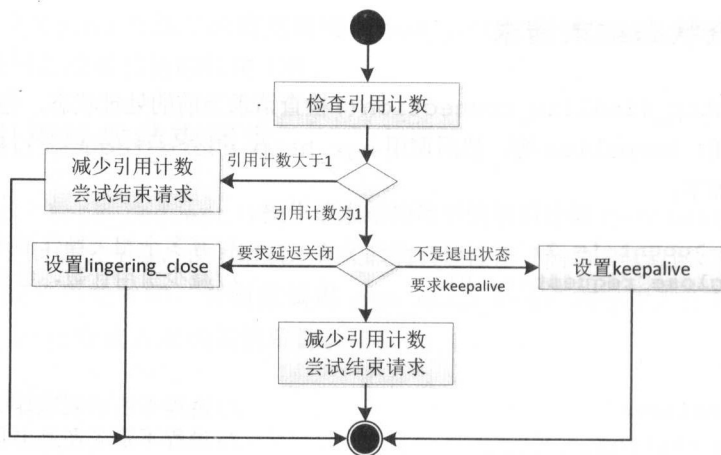 检查引用计数
引用计数大于1
减少引用计数
尝试结束请求
引用计数为1
要求延迟关闭
不是退出状态
设置lingering_close
要求keepalive
设置keepalive
减少引用计数
尝试结束请求